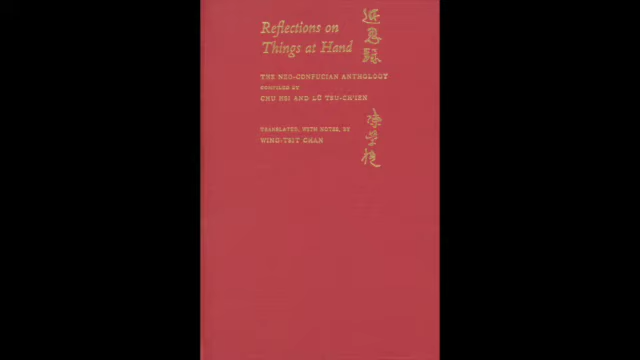 Reflections on
Things at Hand
近思録
THE NEO-CONFUCIAN ANTHOLOGY
COMPILED BY
CHU HSI AND LÜ TSU-CH'IEN
TRANSLATED, WITH NOTES, BY
WING-TSIT CHAN
陳榮捷